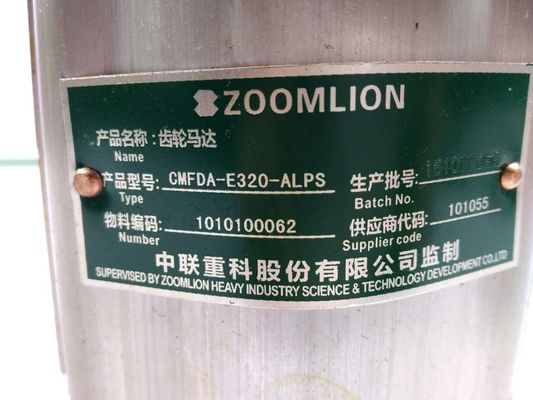 ZOOMLION
产品名称：齿轮马达
Name
产品型号：CMFDA-E320-ALPS 生产批号：
Type Batch No.
物料编码：1010100062 供应商代码：101055
Number Supplier code
中联重科股份有限公司监制
SUPERVISED BY ZOOMLION HEAVY INDUSTRY SCIENCE & TECHNOLOGY DEVELOPMENT CO.,LTD